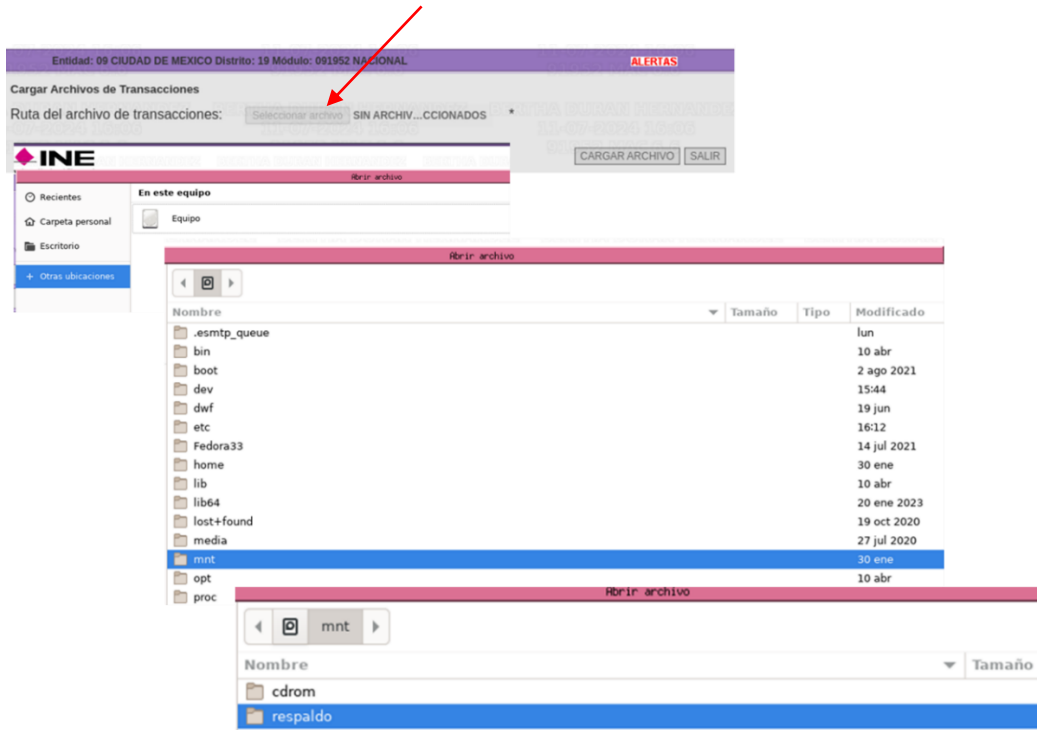 Entidad: 09 CIUDAD DE MEXICO Distrito: 19 Módulo: 091952 NACIONAL ALERTAS
Cargar Archivos de Transacciones
Ruta del archivo de transacciones: Seleccionar archivo SIN ARCHIV...CCIONADOS *
INE
CARGAR ARCHIVO SALIR
Abrir archivo
Recientes
Carpeta personal
Escritorio
+ Otras ubicaciones
En este equipo
Equipo
Abrir archivo
Nombre Tamaño Tipo Modificado
.esmtp_queue lun
bin 10 abr
boot 2 ago 2021
dev 15:44
dwf 19 jun
etc 16:12
Fedora33 14 jul 2021
home 30 ene
lib 10 abr
lib64 20 ene 2023
lost+found 19 oct 2020
media 27 jul 2020
mnt 30 ene
opt 10 abr
proc
Abrir archivo
mnt
Nombre Tamaño
cdrom
respaldo